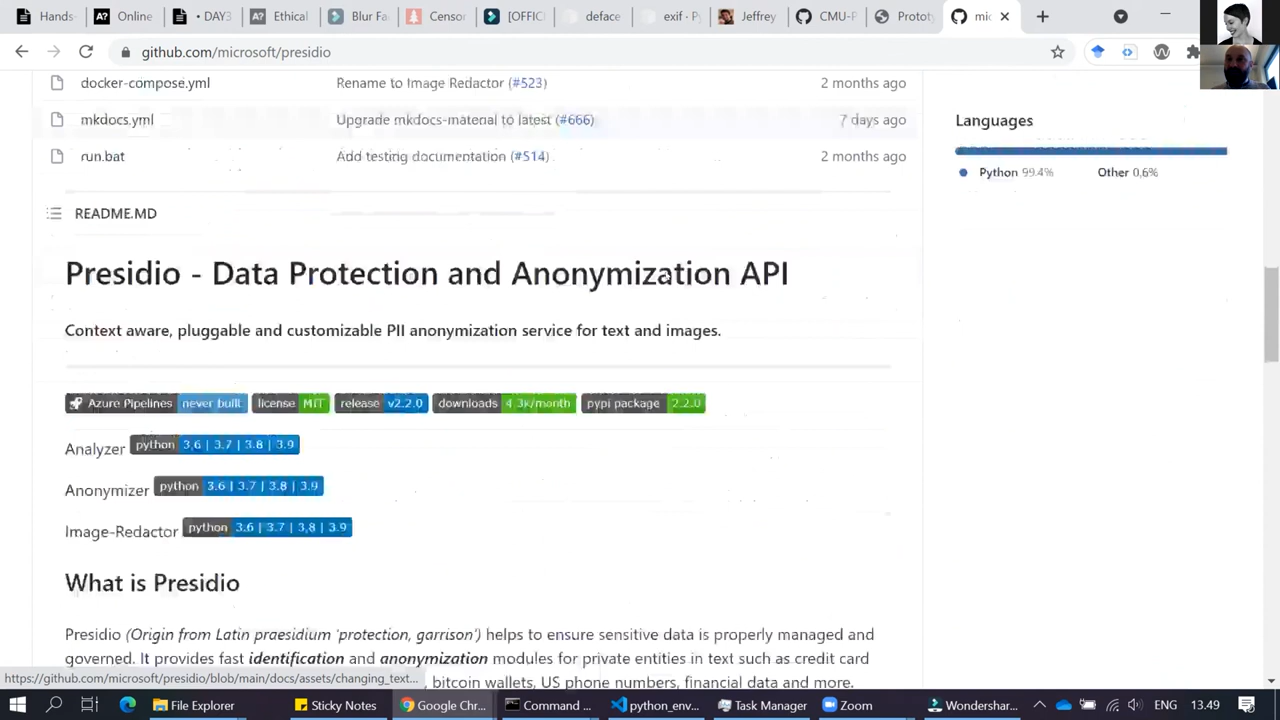 Hands-
Online
• DAY3
Ethical
Blur Fa
Censor
[OFFIC
deface
exif - P
Jeffrey
CMU-P
Prototy
mic
github.com/microsoft/presidio
docker-compose.yml Rename to Image Redactor (#523) 2 months ago
mkdocs.yml Upgrade mkdocs-material to latest (#666) 7 days ago
run.bat Add testing documentation (#514) 2 months ago
Languages
Python 99.4% Other 0.6%
README.MD
Presidio - Data Protection and Anonymization API
Context aware, pluggable and customizable PII anonymization service for text and images.
Azure Pipelines never built license MIT release v2.2.0 downloads 4.3k/month pypi package 2.2.0
Analyzer python 3.6 | 3.7 | 3.8 | 3.9
Anonymizer python 3.6 | 3.7 | 3.8 | 3.9
Image-Redactor python 3.6 | 3.7 | 3.8 | 3.9
What is Presidio
Presidio (Origin from Latin praesidium 'protection, garrison') helps to ensure sensitive data is properly managed and
governed. It provides fast identification and anonymization modules for private entities in text such as credit card
, bitcoin wallets, US phone numbers, financial data and more.
https://github.com/microsoft/presidio/blob/main/docs/assets/changing_text...
File Explorer
Sticky Notes
Google Chr...
Command ...
python_env...
Task Manager
Zoom
Wondershar...
ENG
13.49